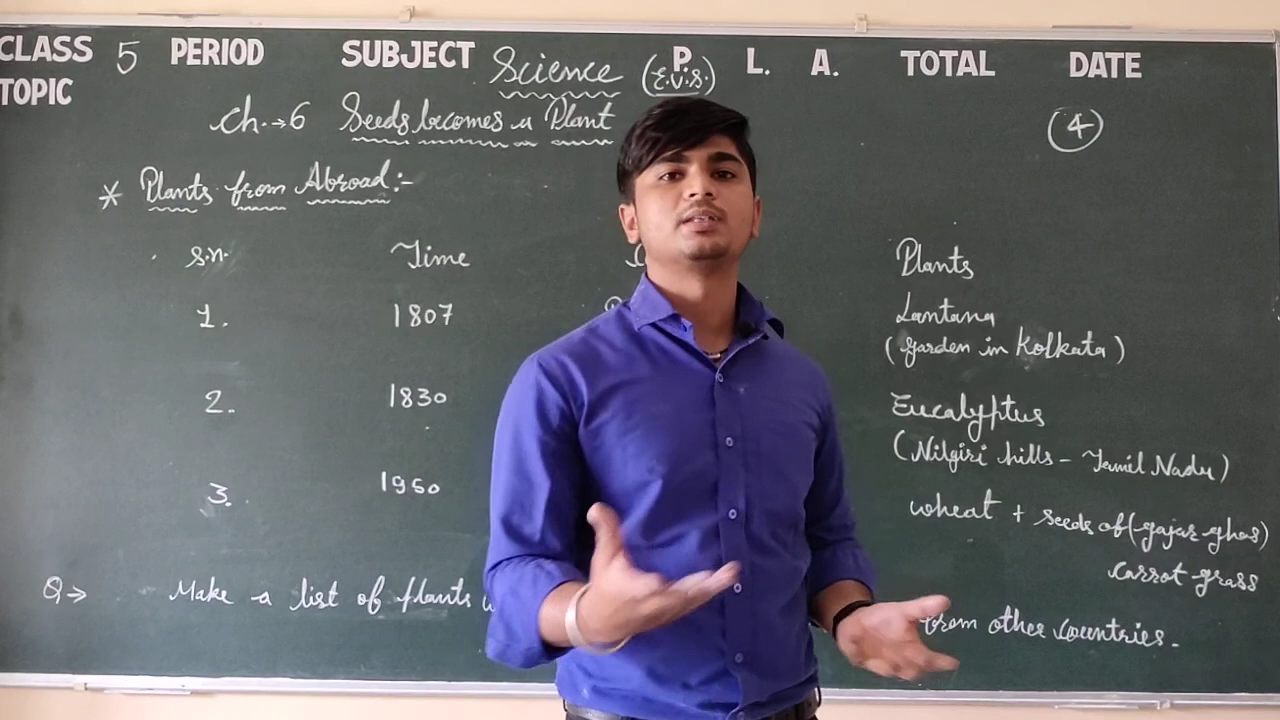 CLASS 5 PERIOD SUBJECT Science P. L. A. TOTAL DATE
(E.V.S.)
TOPIC
Ch.→6 Seeds becomes a Plant
4
* Plants from Abroad:-
S.n. Time Plants
1. 1807 Lantana
(Garden in Kolkata)
2. 1830 Eucalyptus
(Nilgiri hills - Tamil Nadu)
3. 1950 wheat + seeds of (gajar ghas)
carrot grass
Q→ Make a list of plants from other countries.